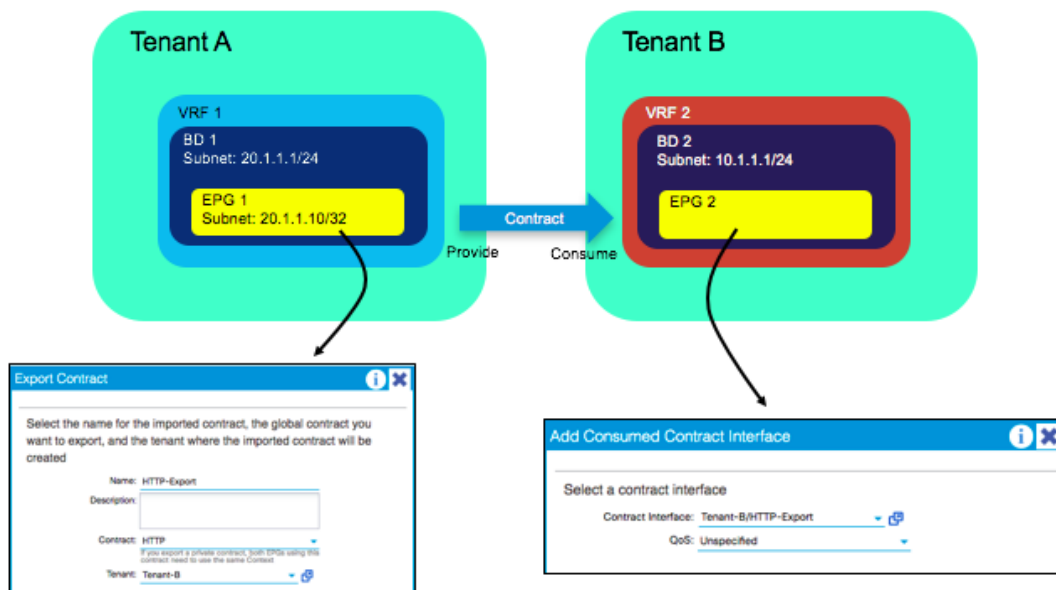 Tenant A
Tenant B
VRF 1
BD 1
Subnet: 20.1.1.1/24
EPG 1
Subnet: 20.1.1.10/32
VRF 2
BD 2
Subnet: 10.1.1.1/24
EPG 2
Contract
Provide
Consume
Export Contract
Select the name for the imported contract, the global contract you
want to export, and the tenant where the imported contract will be
created
Name: HTTP-Export
Description:
Contract: HTTP
If you export a private contract, both EPGs using this
contract need to use the same Context
Tenant: Tenant-B
Add Consumed Contract Interface
Select a contract interface
Contract Interface: Tenant-B/HTTP-Export
QoS: Unspecified